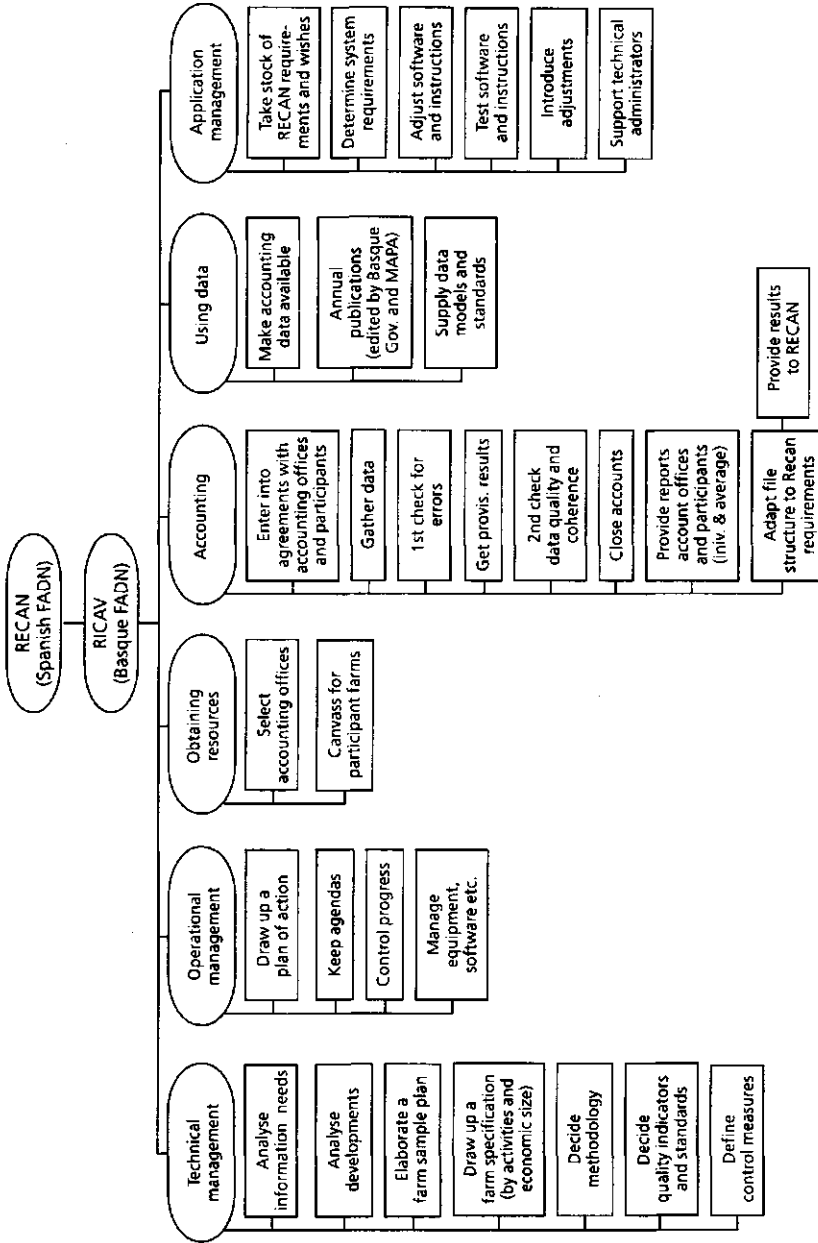 RECAN
(Spanish FADN)
RICAV
(Basque FADN)
Technical
management
Analyse
information needs
Analyse
developments
Elaborate a
farm sample plan
Draw up a
farm specification
(by activities and
economic size)
Decide
methodology
Decide
quality indicators
and standards
Define
control measures
Operational
management
Draw up a
plan of action
Keep agendas
Control progress
Manage
equipment,
software etc.
Obtaining
resources
Select
accounting offices
Canvass for
participant farms
Accounting
Enter into
agreements with
accounting offices
and participants
Gather data
1st check for
errors
Get provis. results
2nd check
data quality and
coherence
Close accounts
Provide reports
account offices
and participants
(iniv. & average)
Adapt file
structure to Recan
requirements
Provide results
to RECAN
Using data
Make accounting
data available
Annual
publications
(edited by Basque
Gov. and MAPA)
Supply data
models and
standards
Application
management
Take stock of
RECAN require-
ments and wishes
Determine system
requirements
Adjust software
and instructions
Test software
and instructions
Introduce
adjustments
Support technical
administrators